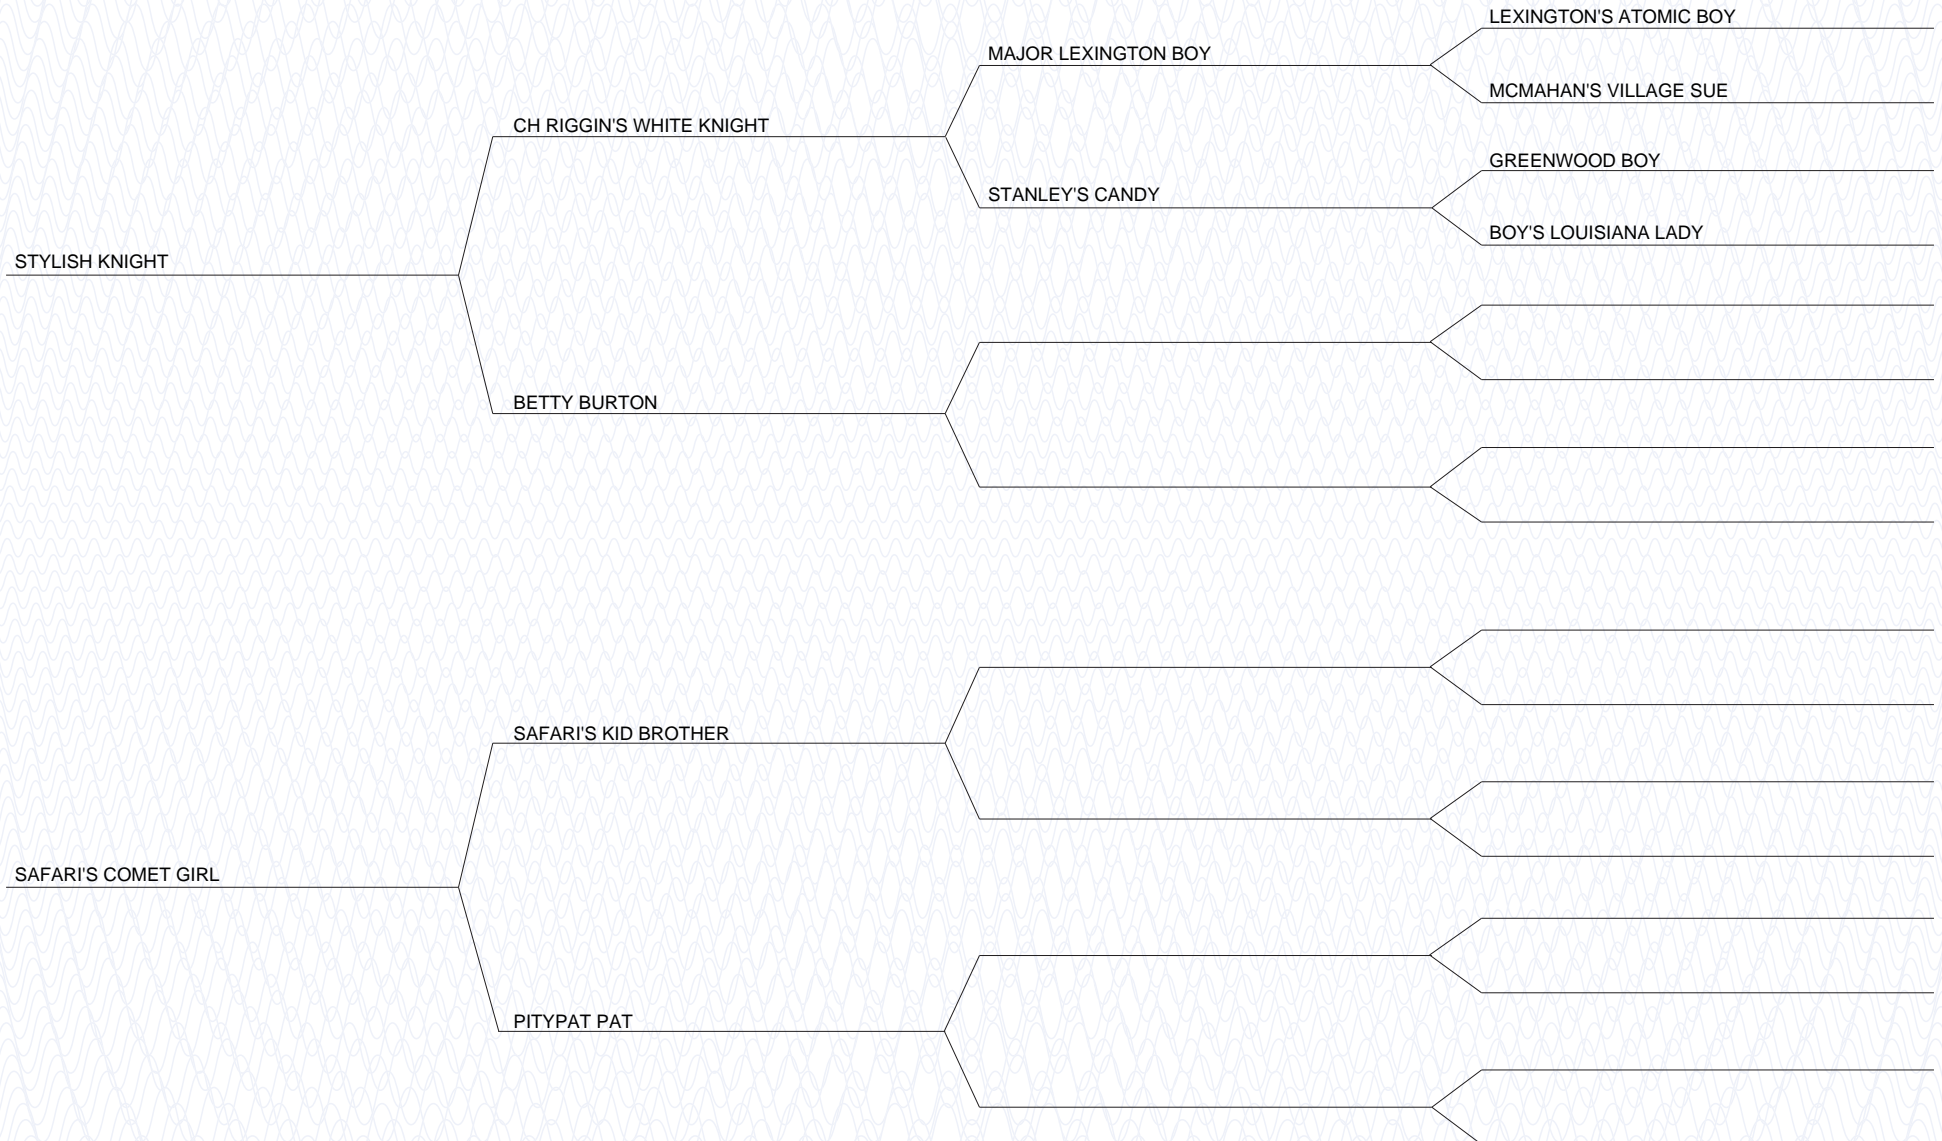 LEXINGTON'S ATOMIC BOY
MAJOR LEXINGTON BOY
MCMAHAN'S VILLAGE SUE
CH RIGGIN'S WHITE KNIGHT
GREENWOOD BOY
STANLEY'S CANDY
BOY'S LOUISIANA LADY
STYLISH KNIGHT
BETTY BURTON
SAFARI'S KID BROTHER
SAFARI'S COMET GIRL
PITYPAT PAT